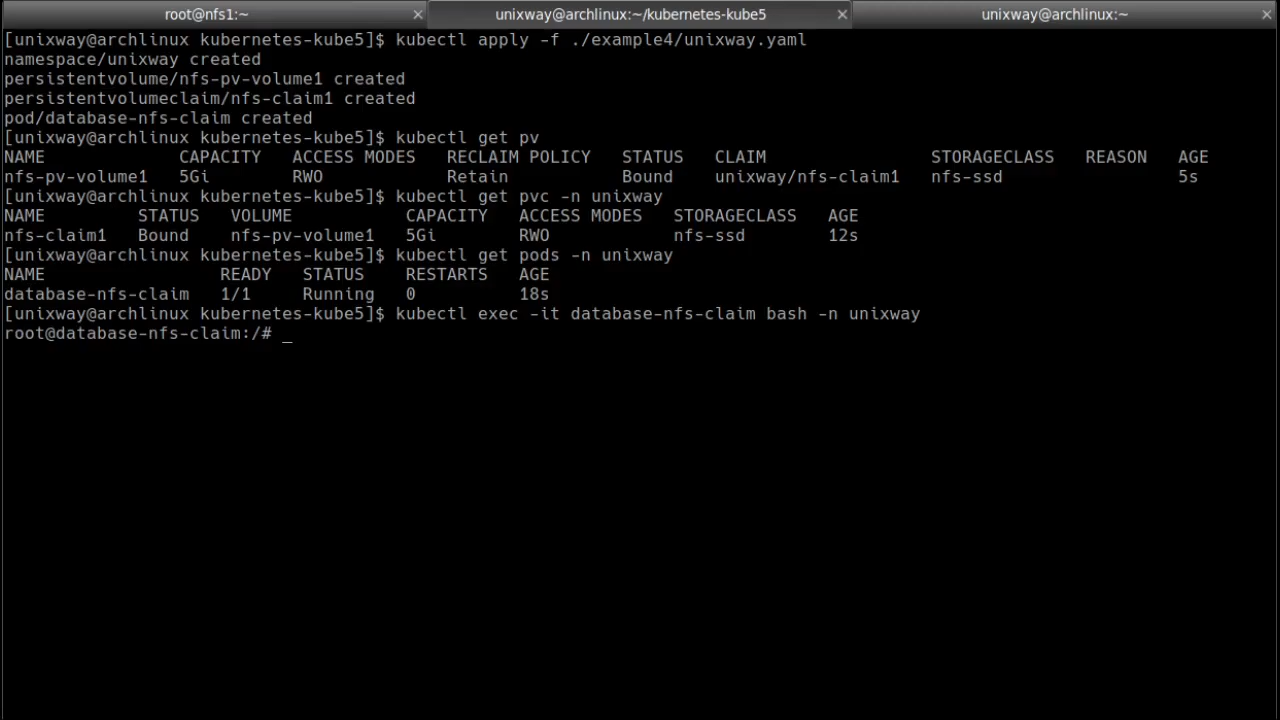 root@nfs1:~ × unixway@archlinux:~/kubernetes-kube5 × unixway@archlinux:~ ×
[unixway@archlinux kubernetes-kube5]$ kubectl apply -f ./example4/unixway.yaml
namespace/unixway created
persistentvolume/nfs-pv-volume1 created
persistentvolumeclaim/nfs-claim1 created
pod/database-nfs-claim created
[unixway@archlinux kubernetes-kube5]$ kubectl get pv
NAME CAPACITY ACCESS MODES RECLAIM POLICY STATUS CLAIM STORAGECLASS REASON AGE
nfs-pv-volume1 5Gi RWO Retain Bound unixway/nfs-claim1 nfs-ssd 5s
[unixway@archlinux kubernetes-kube5]$ kubectl get pvc -n unixway
NAME STATUS VOLUME CAPACITY ACCESS MODES STORAGECLASS AGE
nfs-claim1 Bound nfs-pv-volume1 5Gi RWO nfs-ssd 12s
[unixway@archlinux kubernetes-kube5]$ kubectl get pods -n unixway
NAME READY STATUS RESTARTS AGE
database-nfs-claim 1/1 Running 0 18s
[unixway@archlinux kubernetes-kube5]$ kubectl exec -it database-nfs-claim bash -n unixway
root@database-nfs-claim:/# _